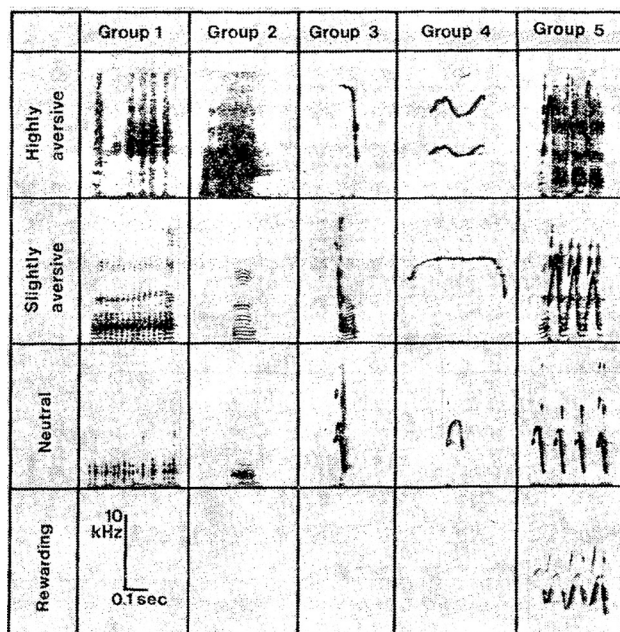 Group 1 Group 2 Group 3 Group 4 Group 5
Highly
aversive
Slightly
aversive
Neutral
Rewarding
10
kHz
0.1 sec